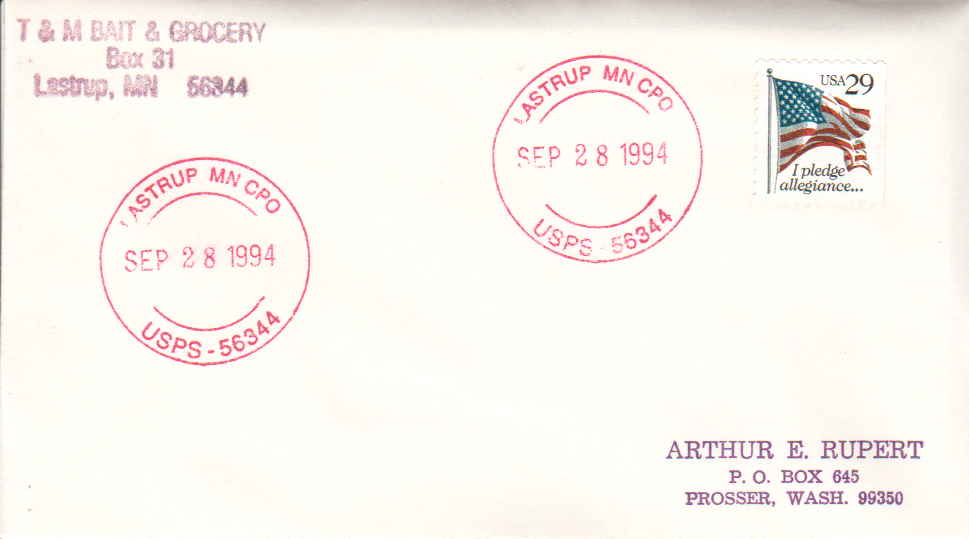 T & M BAIT & GROCERY
Box 31
Lastrup, MN 56344
LASTRUP MN CPO
SEP 28 1994
USPS - 56344
LASTRUP MN CPO
SEP 28 1994
USPS - 56344
USA 29
I pledge
allegiance...
ARTHUR E. RUPERT
P. O. BOX 645
PROSSER, WASH. 99350